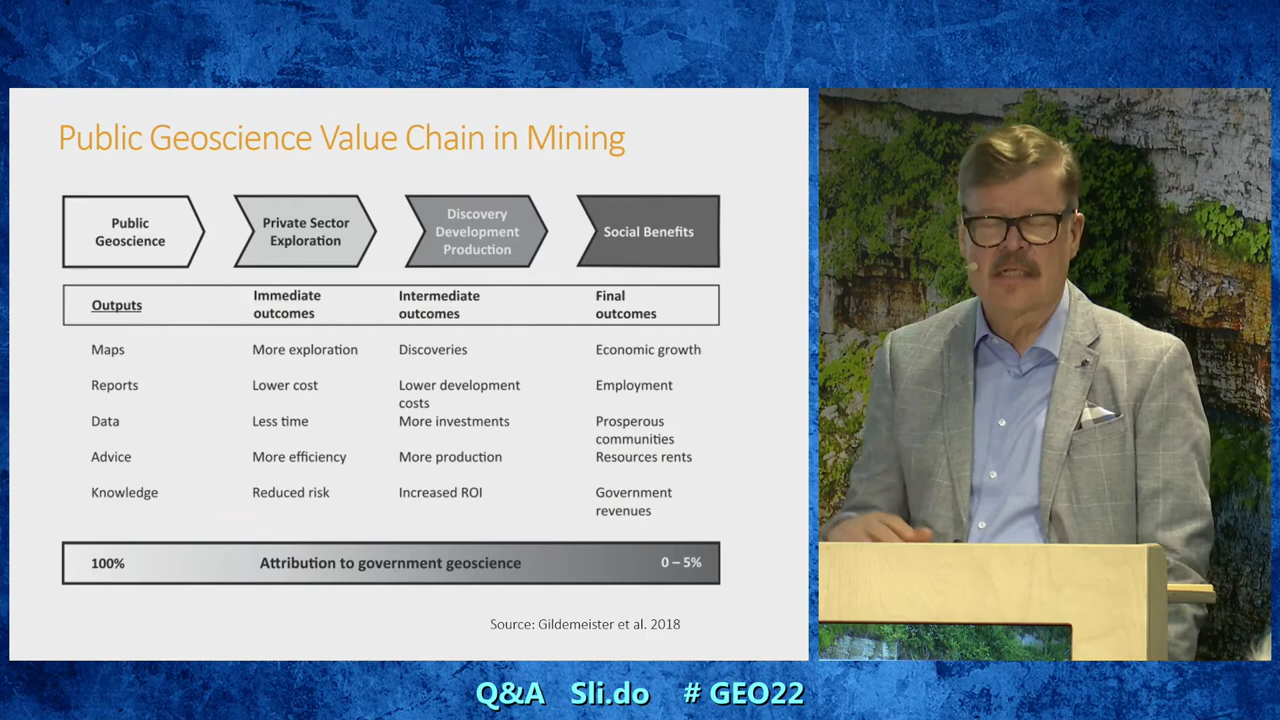 Public Geoscience Value Chain in Mining
Public
Geoscience
Private Sector
Exploration
Discovery
Development
Production
Social Benefits
Outputs
Immediate
outcomes
Intermediate
outcomes
Final
outcomes
Maps
More exploration
Discoveries
Economic growth
Reports
Lower cost
Lower development
costs
Employment
Data
Less time
More investments
Prosperous
communities
Advice
More efficiency
More production
Resources rents
Knowledge
Reduced risk
Increased ROI
Government
revenues
100%
Attribution to government geoscience
0 – 5%
Source: Gildemeister et al. 2018
Q&A Sli.do # GEO22